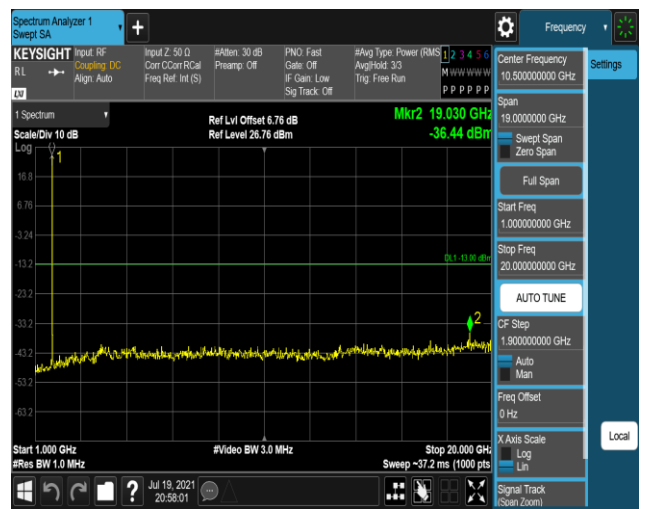 Spectrum Analyzer 1
Swept SA
Frequency
KEYSIGHT
RL
LXI
Input: RF
Coupling: DC
Align: Auto
Input Z: 50 Ω
Corr CCorr RCal
Freq Ref: Int (S)
#Atten: 30 dB
Preamp: Off
PNO: Fast
Gate: Off
IF Gain: Low
Sig Track: Off
#Avg Type: Power (RMS
Avg|Hold: 3/3
Trig: Free Run
1 2 3 4 5 6
M W W W W W
P P P P P P
1 Spectrum
Scale/Div 10 dB
Ref Lvl Offset 6.76 dB
Ref Level 26.76 dBm
Mkr2 19.030 GHz
-36.44 dBm
Log
1
16.8
6.76
-3.24
-13.2
DL1 -13.00 dBm
-23.2
-33.2
2
-43.2
-53.2
-63.2
Start 1.000 GHz
#Res BW 1.0 MHz
#Video BW 3.0 MHz
Stop 20.000 GHz
Sweep ~37.2 ms (1000 pts
?
Jul 19, 2021
20:58:01
Center Frequency
10.500000000 GHz
Span
19.0000000 GHz
Swept Span
Zero Span
Full Span
Start Freq
1.000000000 GHz
Stop Freq
20.000000000 GHz
AUTO TUNE
CF Step
1.900000000 GHz
Auto
Man
Freq Offset
0 Hz
X Axis Scale
Log
Lin
Signal Track
(Span Zoom)
Settings
Local